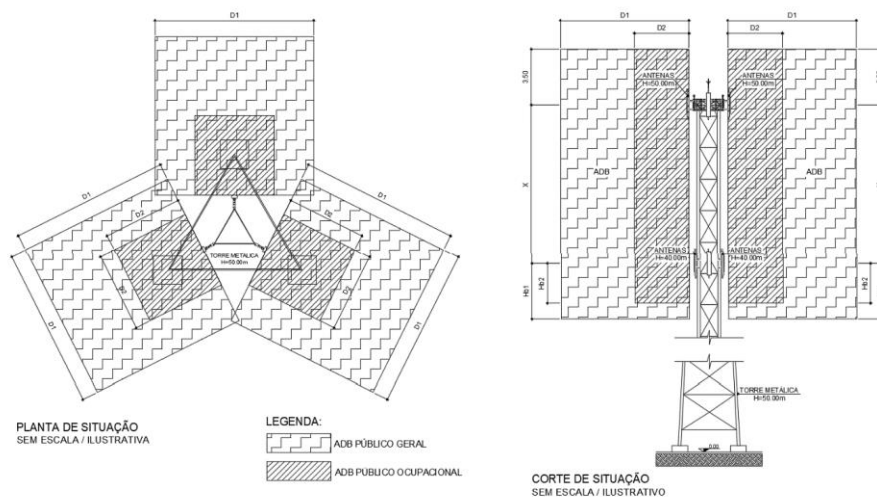 D1
D1
D1
D2
D2
D2
D2
D1
D1
TORRE METÁLICA
H=50.00m
PLANTA DE SITUAÇÃO
SEM ESCALA / ILUSTRATIVA
LEGENDA:
ADB PÚBLICO GERAL
ADB PÚBLICO OCUPACIONAL
D1
D1
D2
D2
3.50
ANTENAS
H=50.00m
ANTENAS
H=50.00m
ADB
ADB
X
ANTENAS
H=40.00m
ANTENAS
H=40.00m
Hb1
Hb2
Hb2
TORRE METÁLICA
H=50.00m
0.00
CORTE DE SITUAÇÃO
SEM ESCALA / ILUSTRATIVO